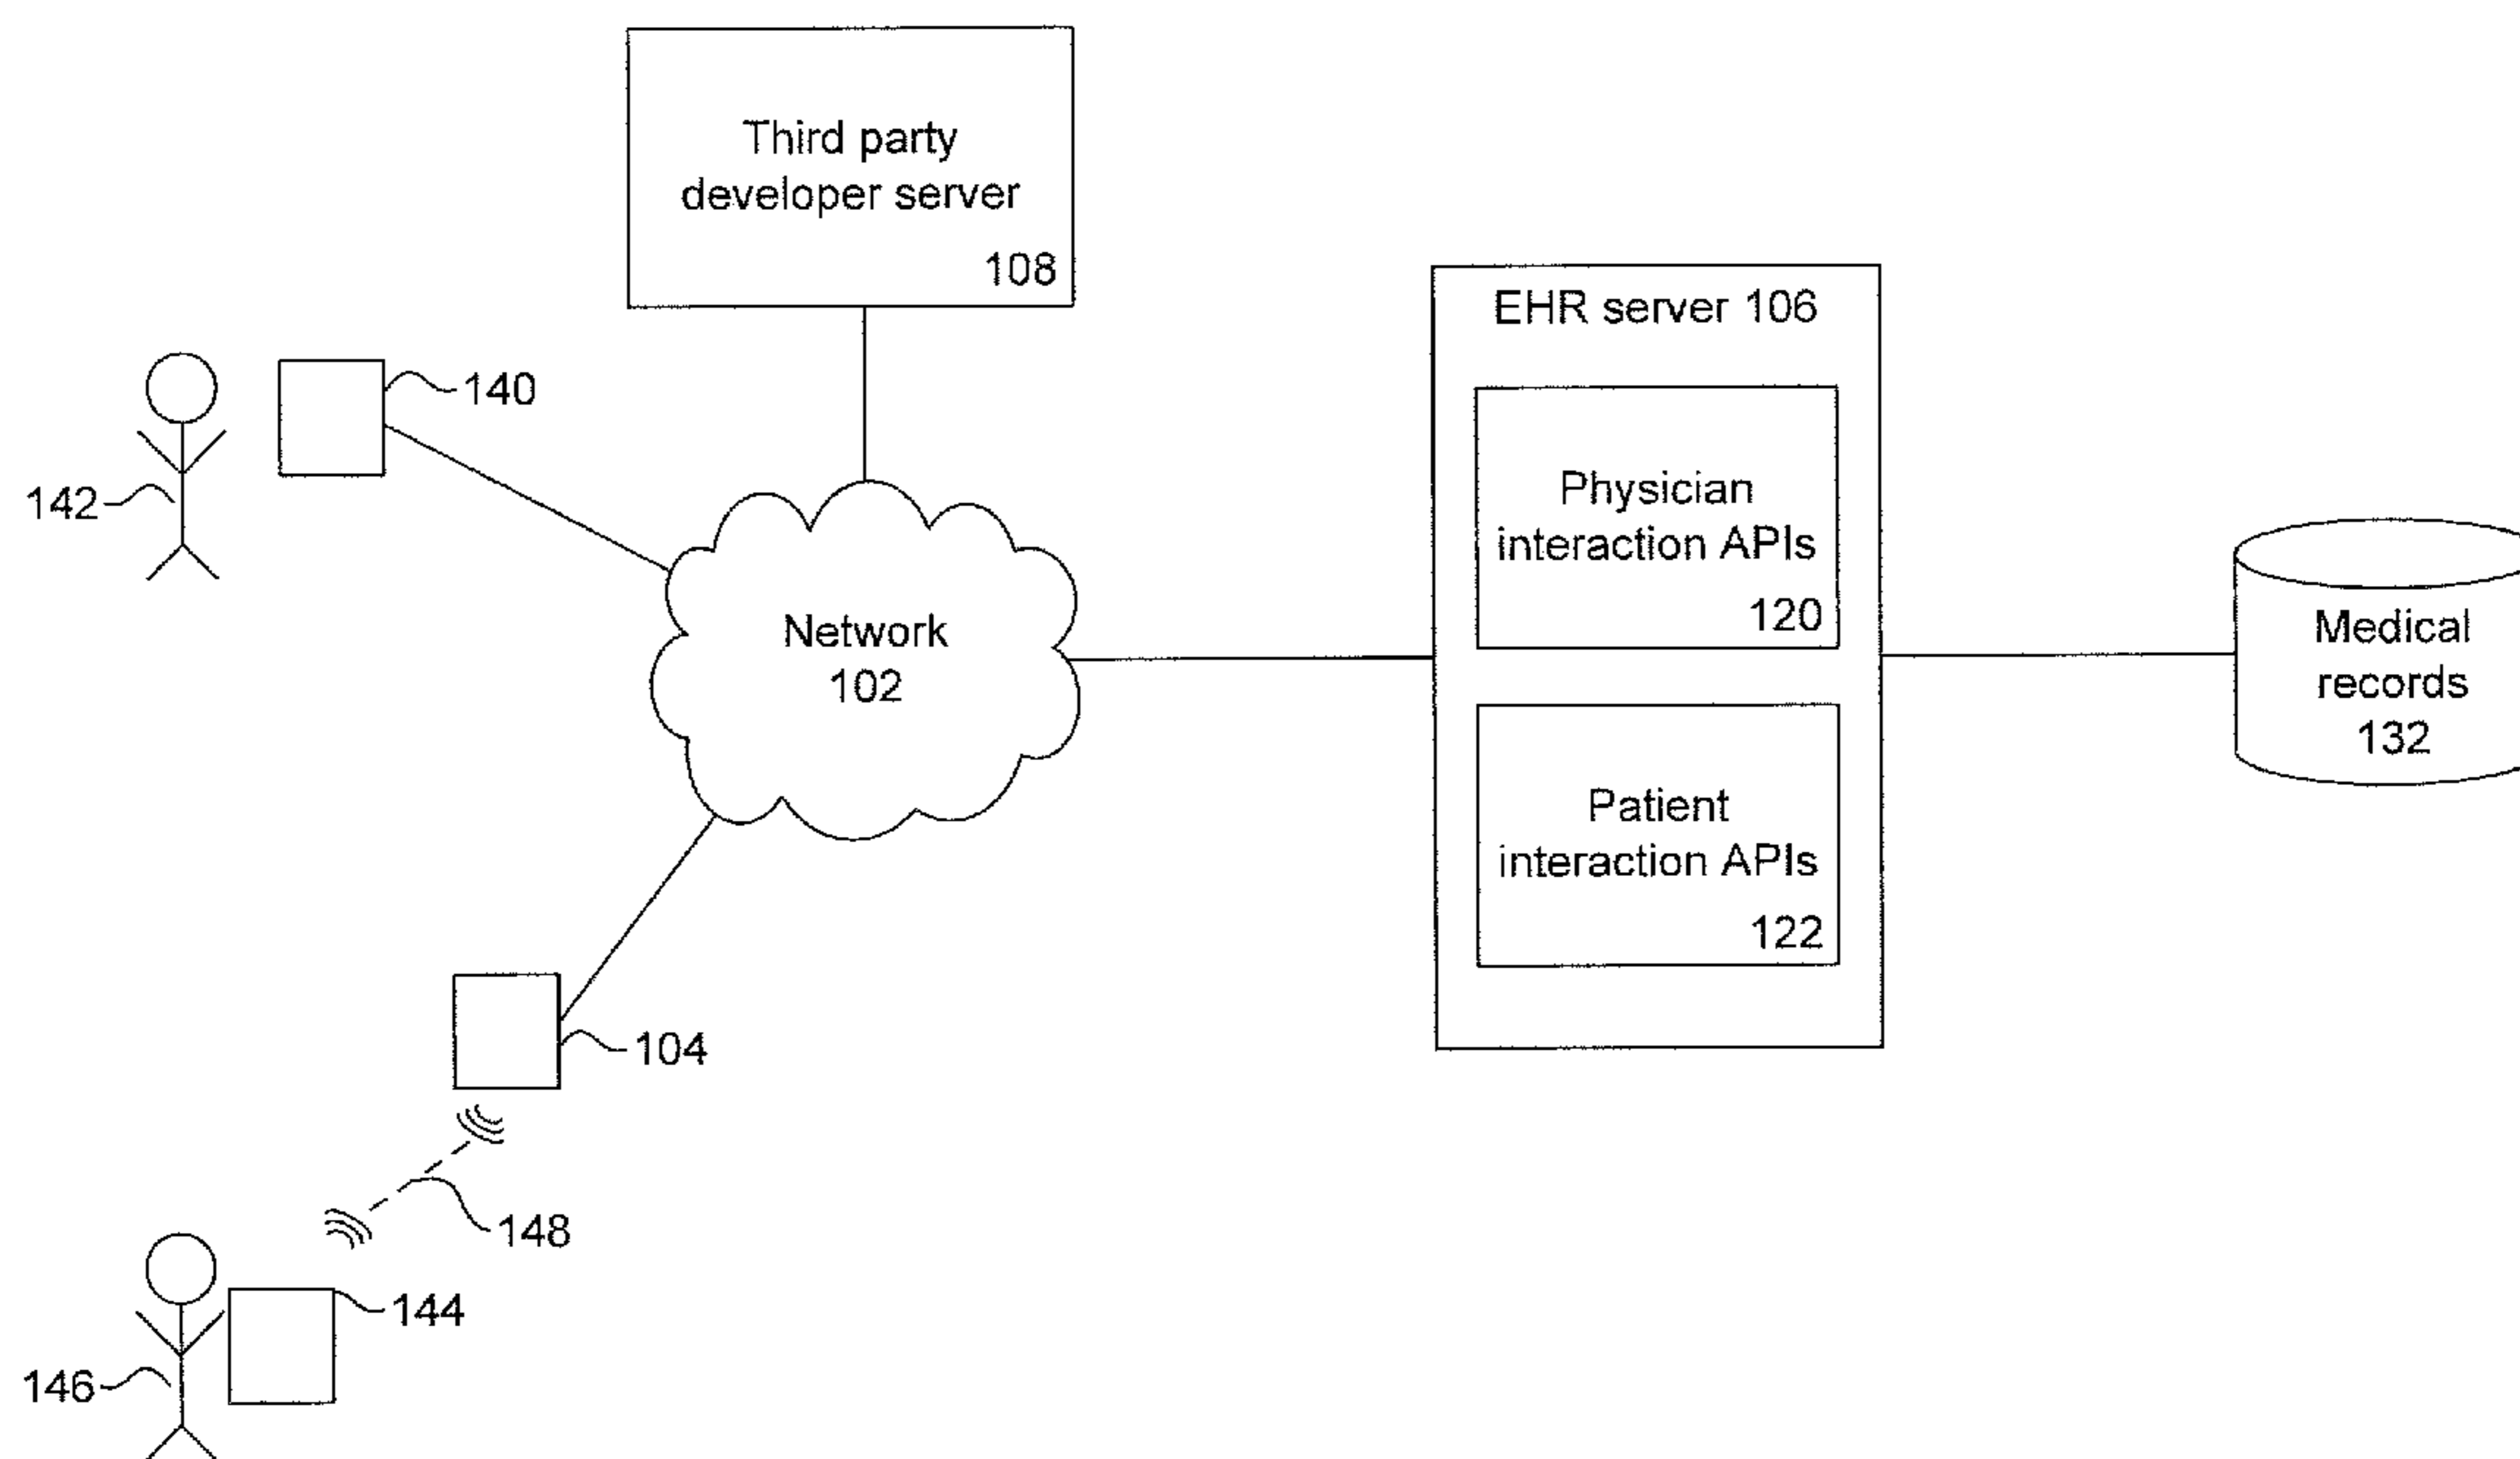 Third party
developer server
108
EHR server 106
140
142
Physician
interaction APIs
120
Network
102
Medical
records
132
Patient
interaction APIs
122
104
148
144
146